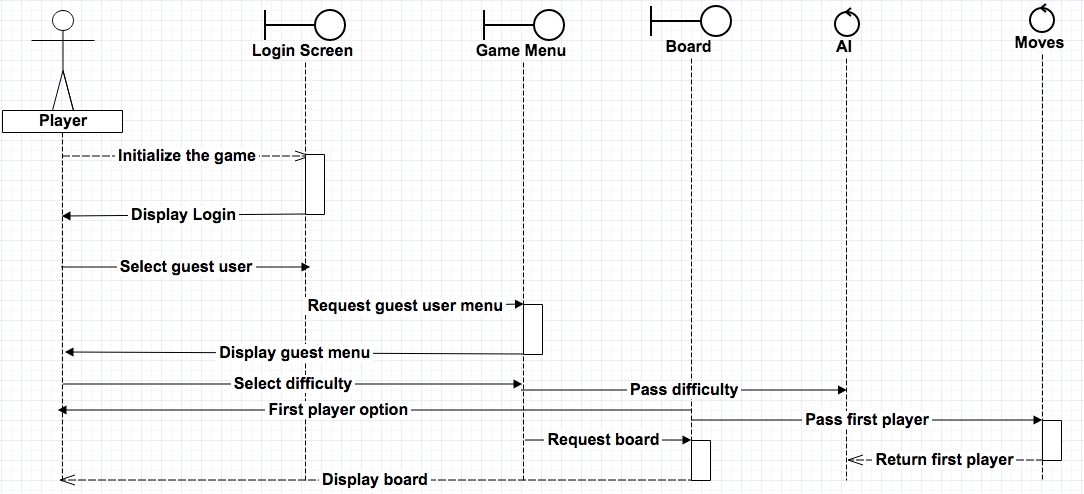 Login Screen
Game Menu
Board
AI
Moves
Player
Initialize the game
Display Login
Select guest user
Request guest user menu
Display guest menu
Select difficulty
Pass difficulty
First player option
Pass first player
Request board
Return first player
Display board